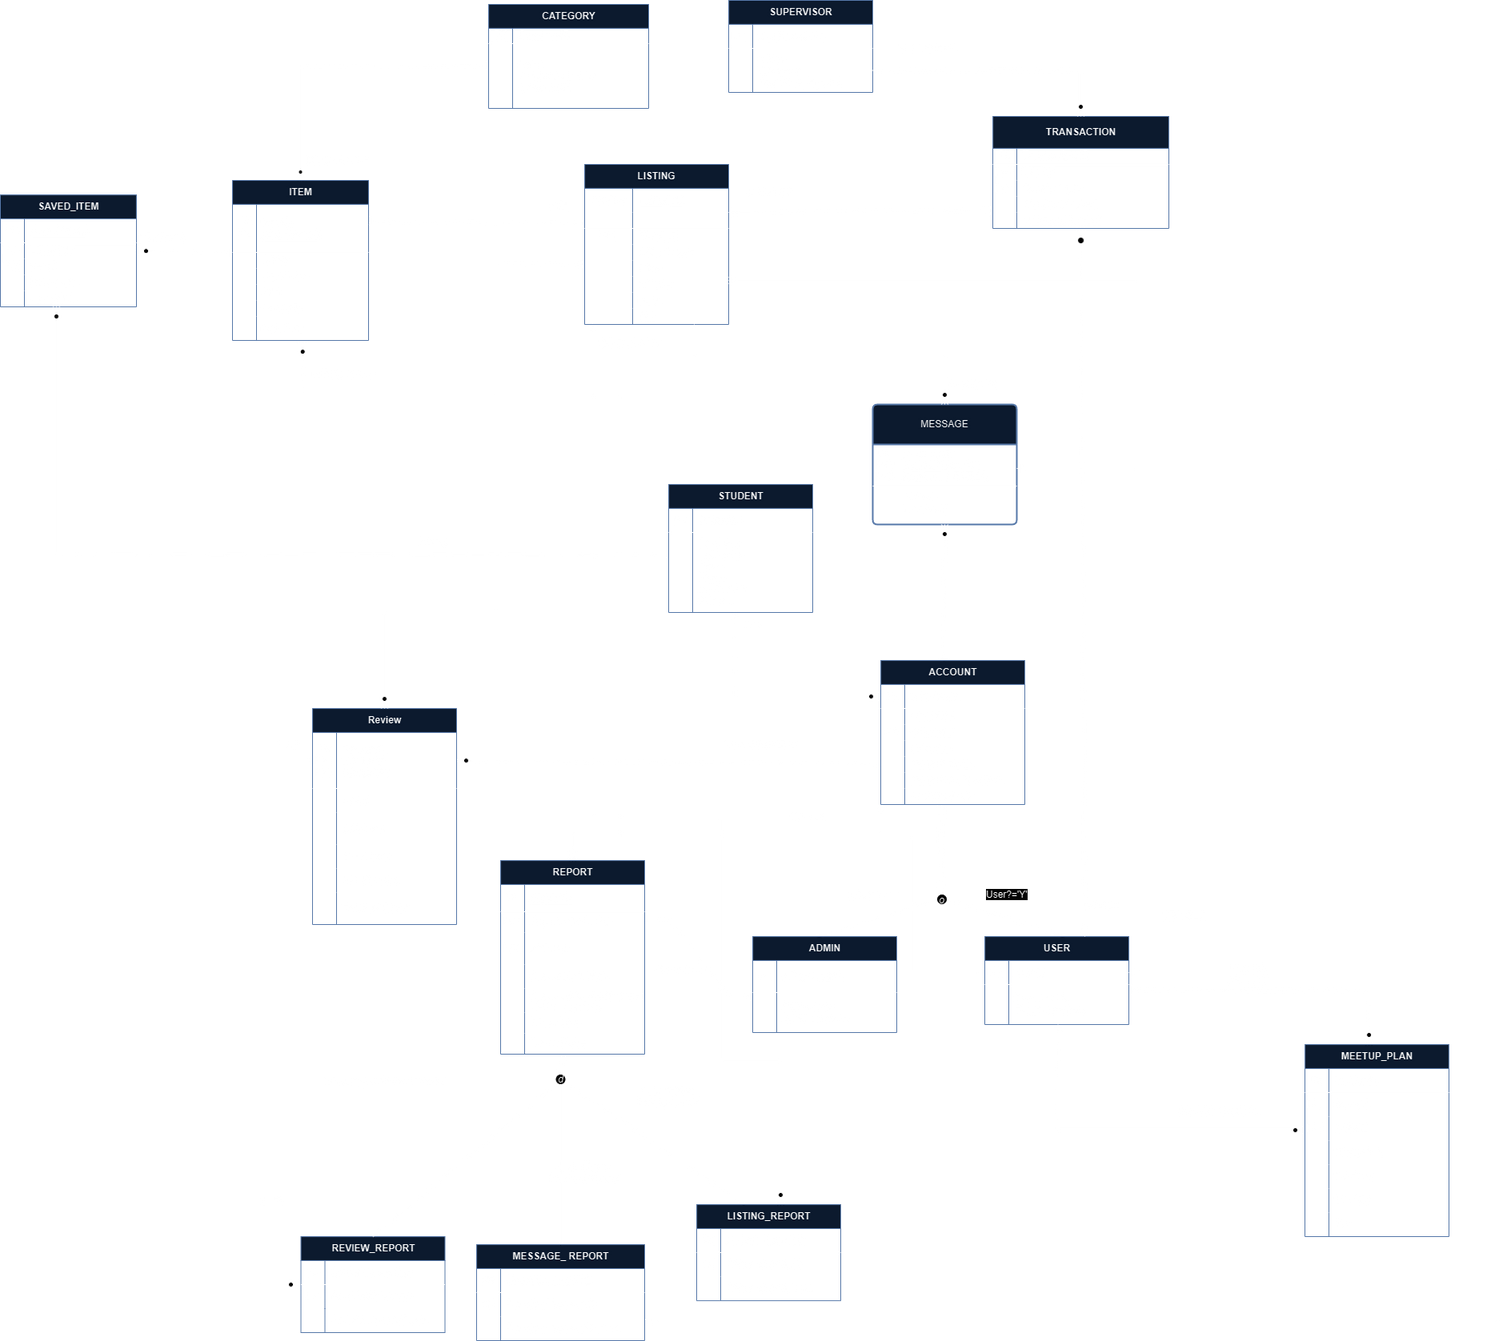 CATEGORY
SUPERVISOR
TRANSACTION
LISTING
ITEM
SAVED_ITEM
MESSAGE
STUDENT
ACCOUNT
Review
REPORT
User?='Y'
o
ADMIN
USER
MEETUP_PLAN
d
LISTING_REPORT
REVIEW_REPORT
MESSAGE_ REPORT